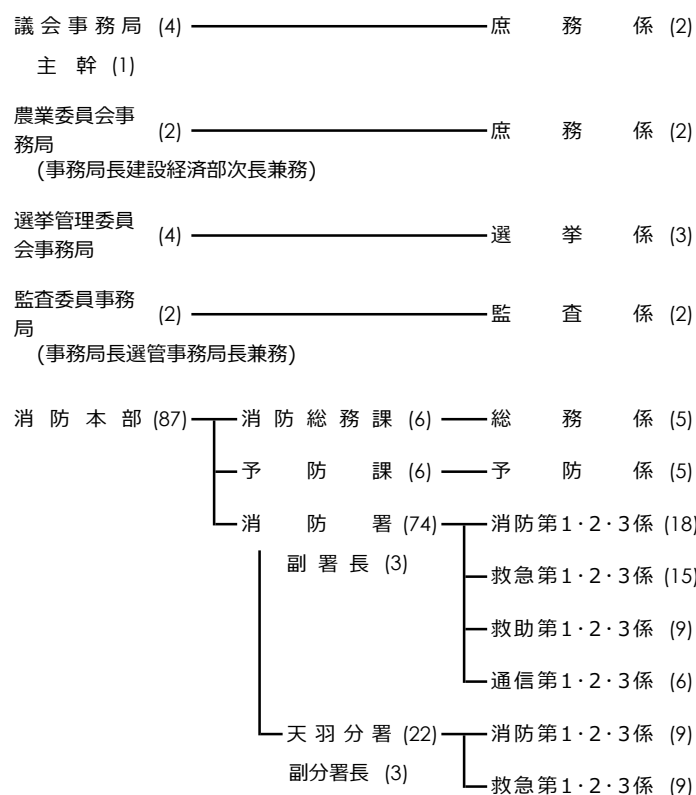 議会事務局 (4) 庶務係 (2)
主幹 (1)
農業委員会事
務局
(2) 庶務係 (2)
(事務局長建設経済部次長兼務)
選挙管理委員
会事務局
(4) 選挙係 (3)
監査委員事務
局
(2) 監査係 (2)
(事務局長選管事務局長兼務)
消防本部 (87) 消防総務課 (6) 総務係 (5)
予防課 (6) 予防係 (5)
消防署 (74) 消防第1・2・3係 (18)
副署長 (3)
救急第1・2・3係 (15)
救助第1・2・3係 (9)
通信第1・2・3係 (6)
天羽分署 (22) 消防第1・2・3係 (9)
副分署長 (3)
救急第1・2・3係 (9)